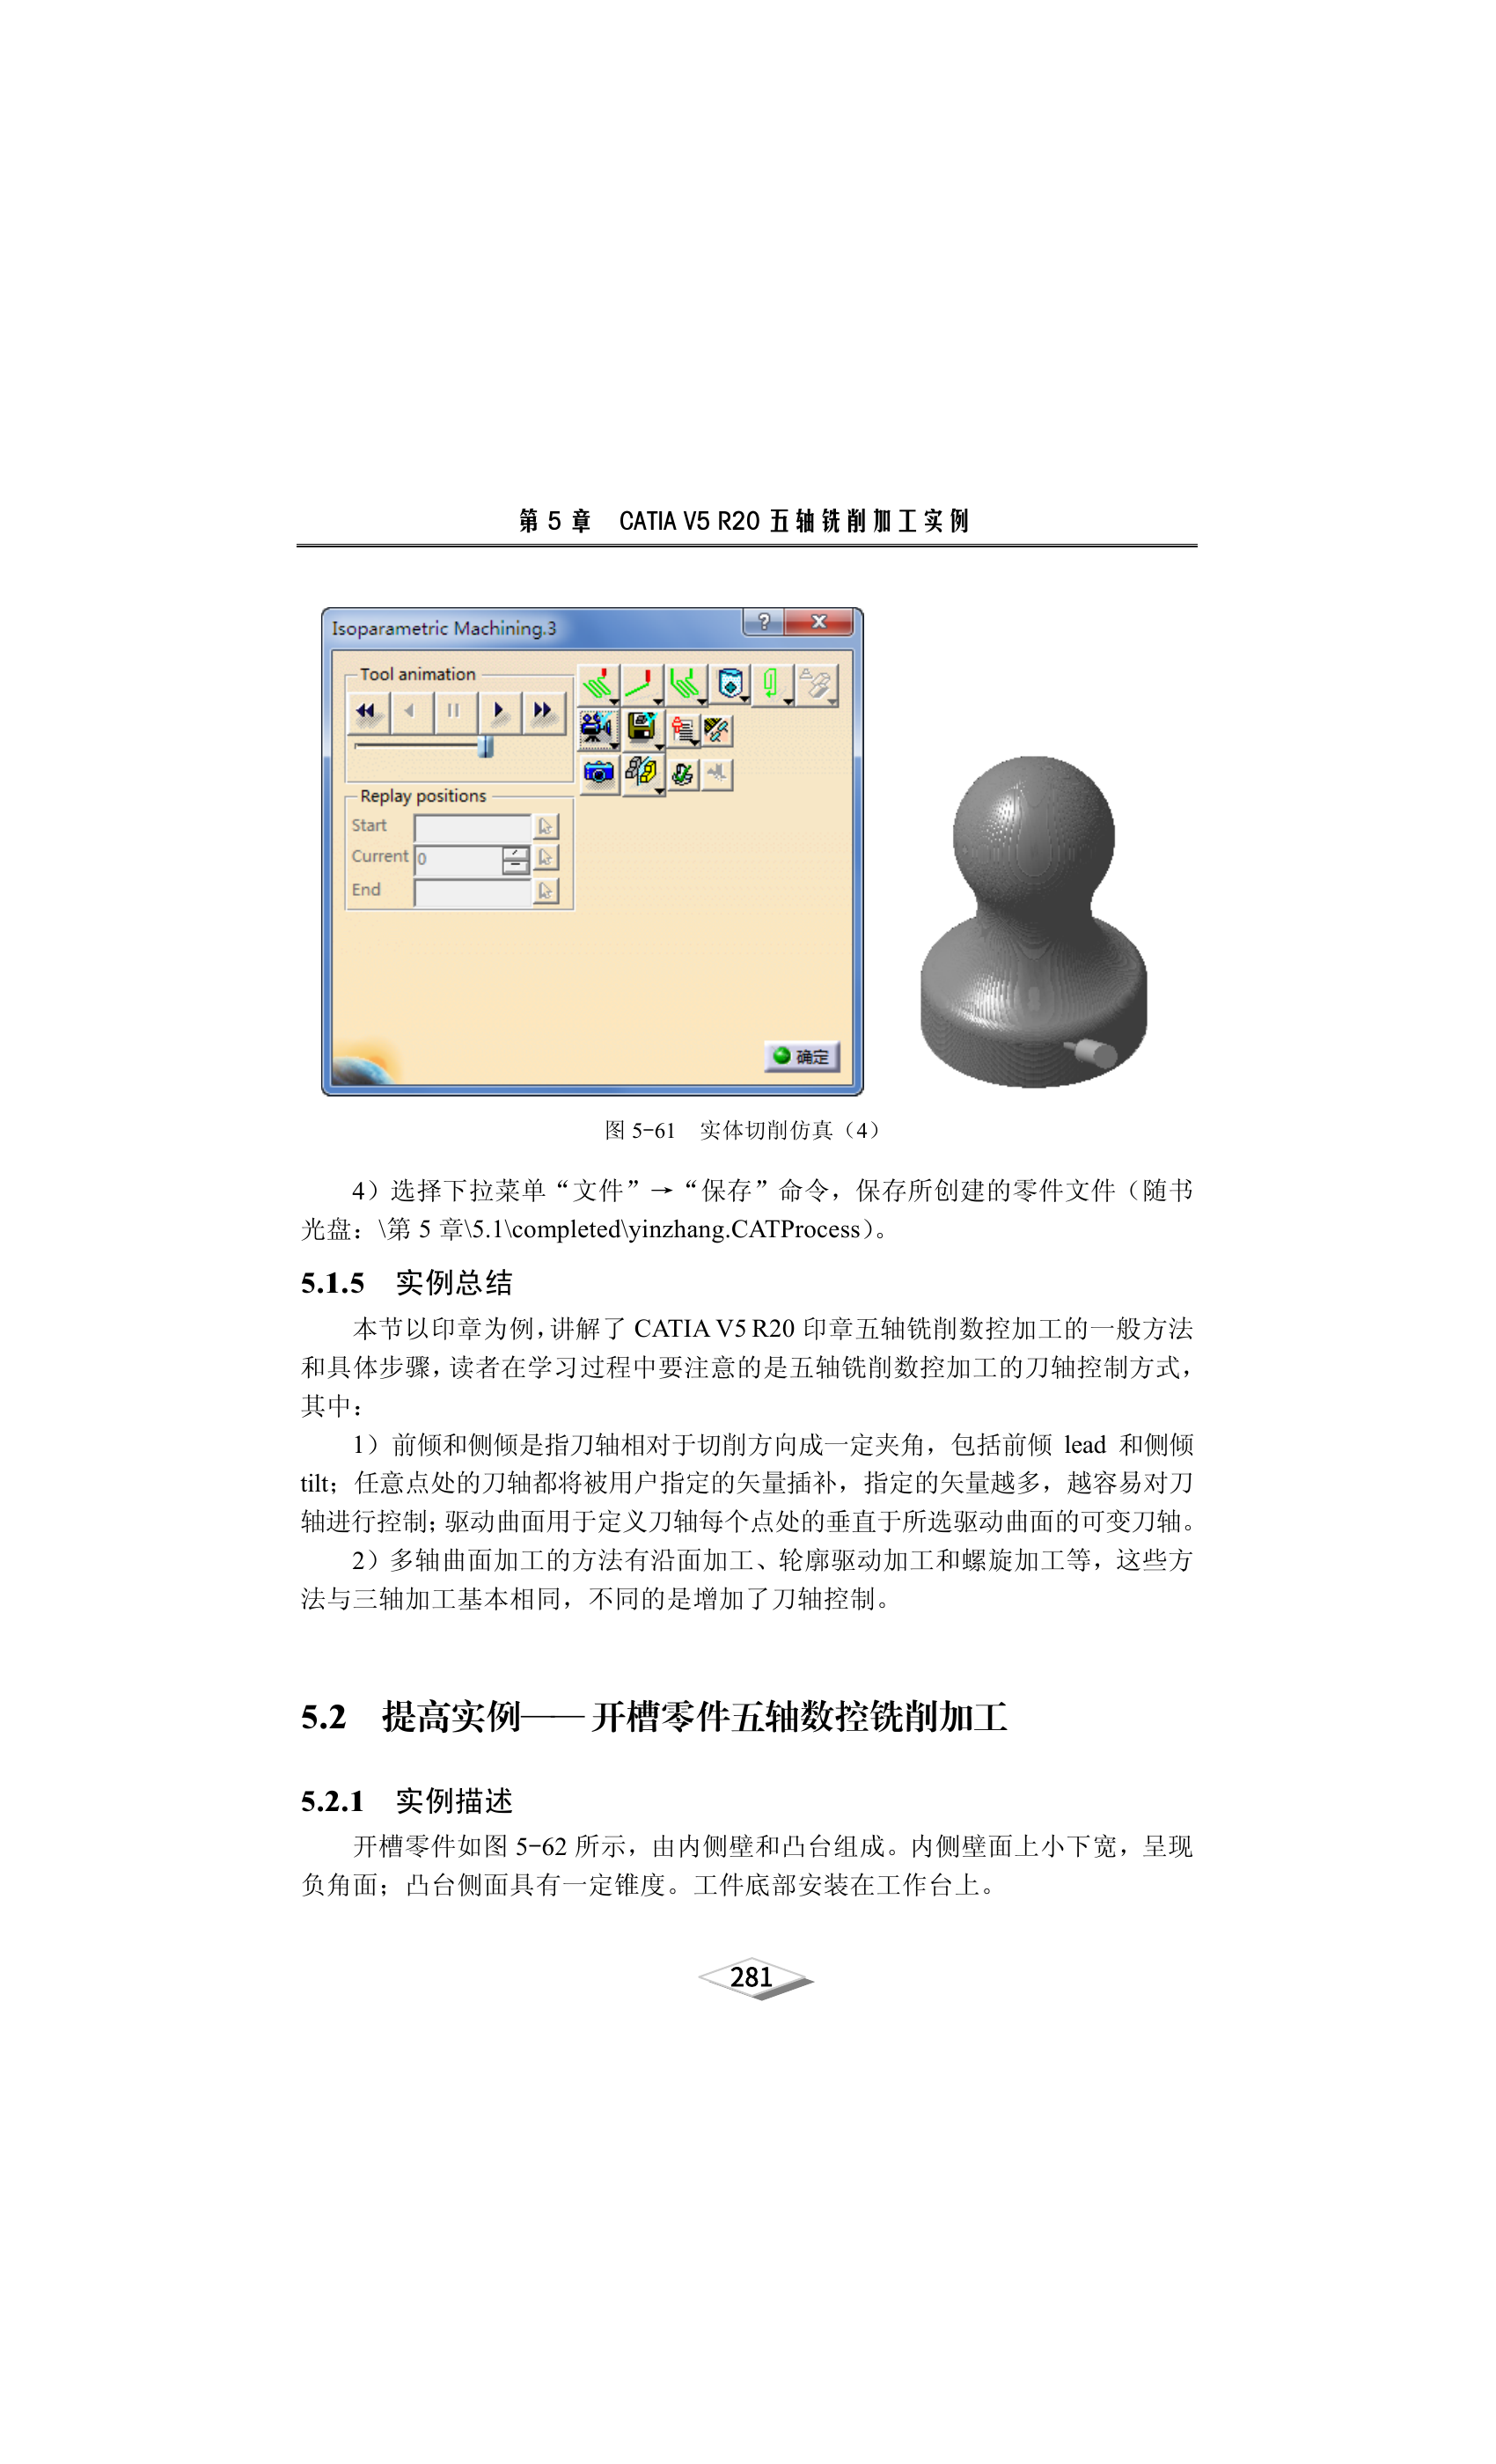 第 5 章 CATIA V5 R20 五轴铣削加工实例
Isoparametric Machining.3
Tool animation
Replay positions
Start
Current 0
End
确定
图 5-61 实体切削仿真（4）
4）选择下拉菜单“文件”→“保存”命令，保存所创建的零件文件（随书
光盘：\第 5 章\5.1\completed\yinzhang.CATProcess）。
5.1.5 实例总结
本节以印章为例，讲解了 CATIA V5 R20 印章五轴铣削数控加工的一般方法
和具体步骤，读者在学习过程中要注意的是五轴铣削数控加工的刀轴控制方式，
其中：
1）前倾和侧倾是指刀轴相对于切削方向成一定夹角，包括前倾 lead 和侧倾
tilt；任意点处的刀轴都将被用户指定的矢量插补，指定的矢量越多，越容易对刀
轴进行控制；驱动曲面用于定义刀轴每个点处的垂直于所选驱动曲面的可变刀轴。
2）多轴曲面加工的方法有沿面加工、轮廓驱动加工和螺旋加工等，这些方
法与三轴加工基本相同，不同的是增加了刀轴控制。
5.2 提高实例——开槽零件五轴数控铣削加工
5.2.1 实例描述
开槽零件如图 5-62 所示，由内侧壁和凸台组成。内侧壁面上小下宽，呈现
负角面；凸台侧面具有一定锥度。工件底部安装在工作台上。
281